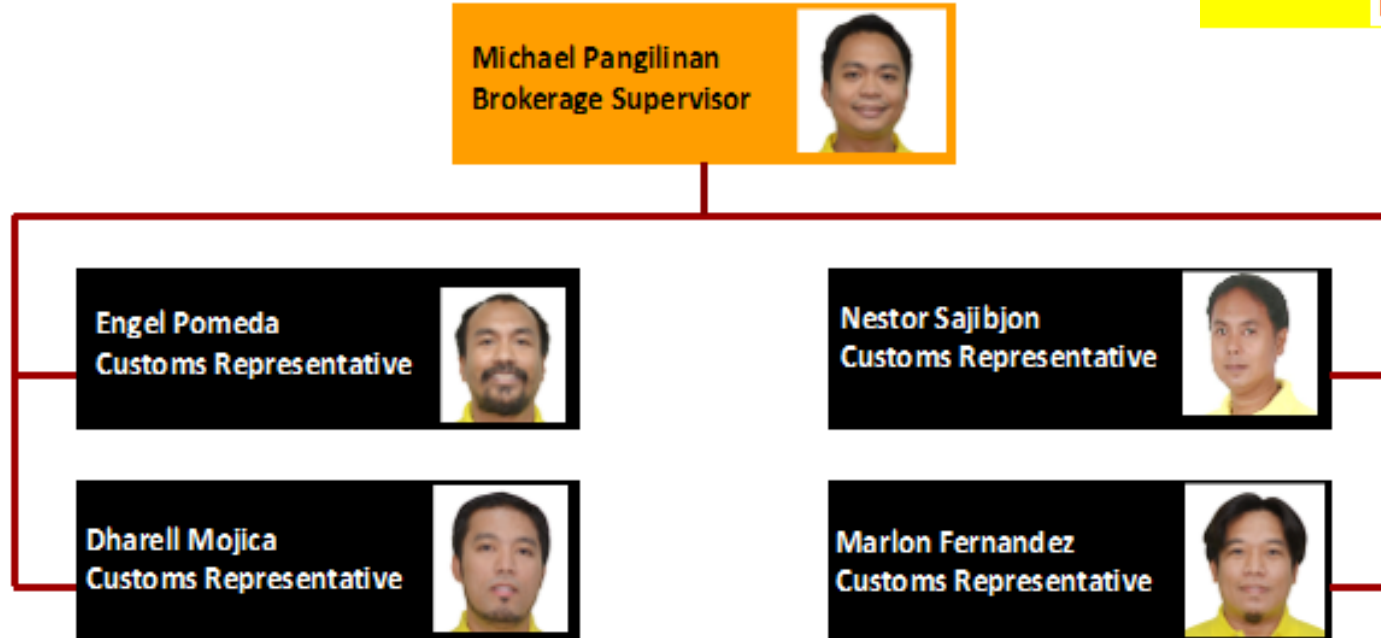 Michael Pangilinan
Brokerage Supervisor
Engel Pomeda
Customs Representative
Nestor Sajibjon
Customs Representative
Dharell Mojica
Customs Representative
Marlon Fernandez
Customs Representative